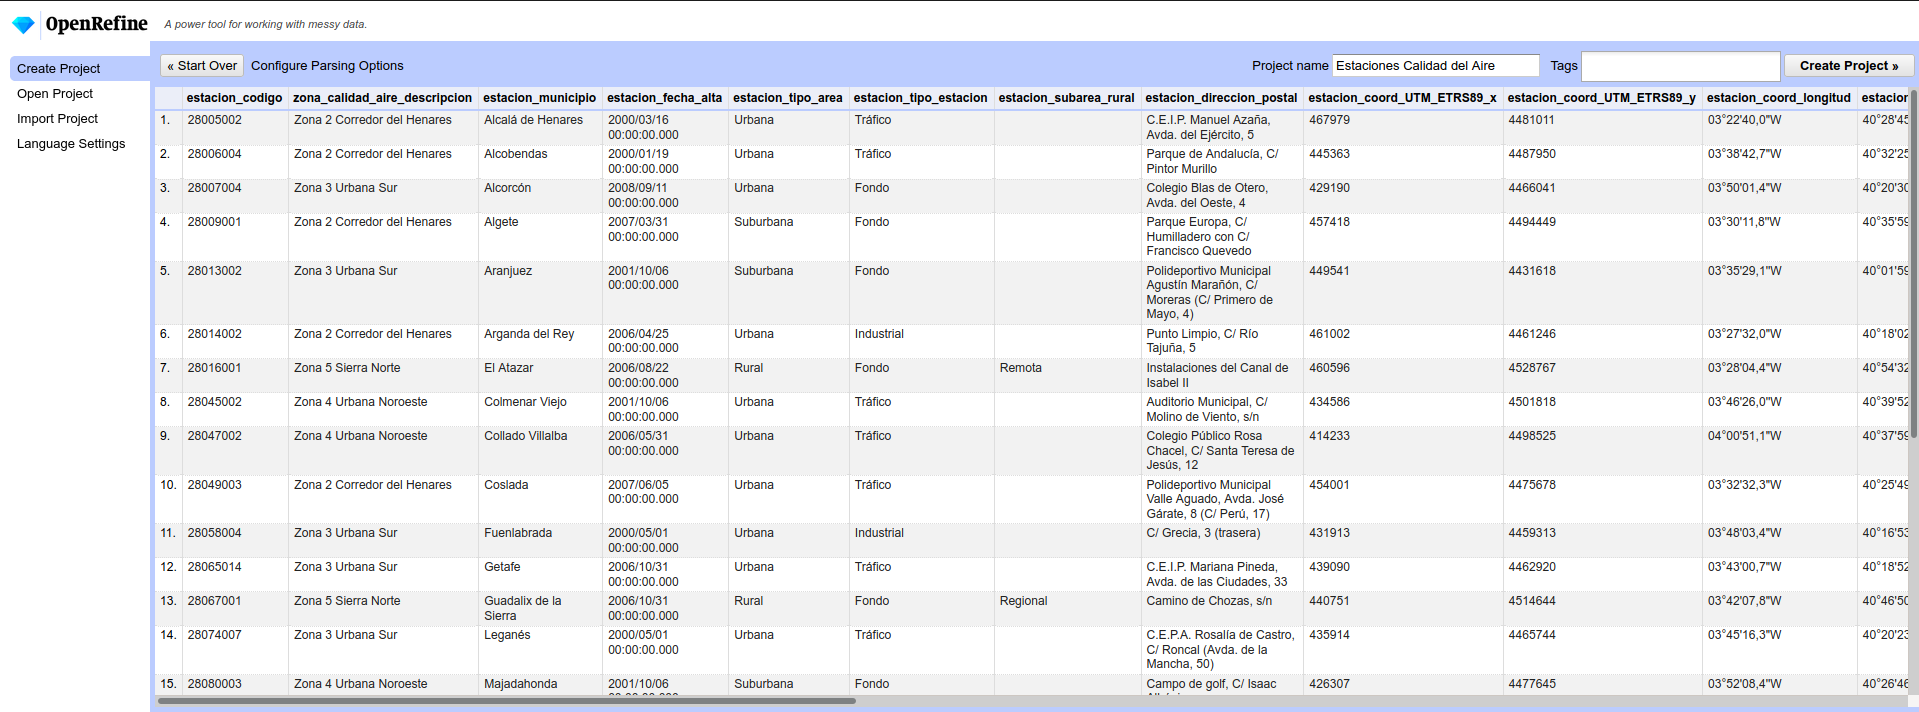 OpenRefine A power tool for working with messy data.
Create Project
Open Project
Import Project
Language Settings
« Start Over Configure Parsing Options Project name Estaciones Calidad del Aire Tags Create Project »
estacion_codigo zona_calidad_aire_descripcion estacion_municipio estacion_fecha_alta estacion_tipo_area estacion_tipo_estacion estacion_subarea_rural estacion_direccion_postal estacion_coord_UTM_ETRS89_x estacion_coord_UTM_ETRS89_y estacion_coord_longitud estacion
1. 28005002 Zona 2 Corredor del Henares Alcalá de Henares 2000/03/16 Urbana Tráfico C.E.I.P. Manuel Azaña, 467979 4481011 03°22'40,0"W 40°28'45
00:00:00.000 Avda. del Ejército, 5
2. 28006004 Zona 2 Corredor del Henares Alcobendas 2000/01/19 Urbana Tráfico Parque de Andalucía, C/ 445363 4487950 03°38'42,7"W 40°32'25
00:00:00.000 Pintor Murillo
3. 28007004 Zona 3 Urbana Sur Alcorcón 2008/09/11 Urbana Fondo Colegio Blas de Otero, 429190 4466041 03°50'01,4"W 40°20'30
00:00:00.000 Avda. del Oeste, 4
4. 28009001 Zona 2 Corredor del Henares Algete 2007/03/31 Suburbana Fondo Parque Europa, C/ 457418 4494449 03°30'11,8"W 40°35'59
00:00:00.000 Humilladero con C/
Francisco Quevedo
5. 28013002 Zona 3 Urbana Sur Aranjuez 2001/10/06 Suburbana Fondo Polideportivo Municipal 449541 4431618 03°35'29,1"W 40°01'59
00:00:00.000 Agustín Marañón, C/
Moreras (C/ Primero de
Mayo, 4)
6. 28014002 Zona 2 Corredor del Henares Arganda del Rey 2006/04/25 Urbana Industrial Punto Limpio, C/ Río 461002 4461246 03°27'32,0"W 40°18'02
00:00:00.000 Tajuña, 5
7. 28016001 Zona 5 Sierra Norte El Atazar 2006/08/22 Rural Fondo Remota Instalaciones del Canal de 460596 4528767 03°28'04,4"W 40°54'32
00:00:00.000 Isabel II
8. 28045002 Zona 4 Urbana Noroeste Colmenar Viejo 2001/10/06 Urbana Tráfico Auditorio Municipal, C/ 434586 4501818 03°46'26,0"W 40°39'52
00:00:00.000 Molino de Viento, s/n
9. 28047002 Zona 4 Urbana Noroeste Collado Villalba 2006/05/31 Urbana Tráfico Colegio Público Rosa 414233 4498525 04°00'51,1"W 40°37'59
00:00:00.000 Chacel, C/ Santa Teresa de
Jesús, 12
10. 28049003 Zona 2 Corredor del Henares Coslada 2007/06/05 Urbana Tráfico Polideportivo Municipal 454001 4475678 03°32'32,3"W 40°25'49
00:00:00.000 Valle Aguado, Avda. José
Gárate, 8 (C/ Perú, 17)
11. 28058004 Zona 3 Urbana Sur Fuenlabrada 2000/05/01 Urbana Industrial C/ Grecia, 3 (trasera) 431913 4459313 03°48'03,4"W 40°16'53
00:00:00.000
12. 28065014 Zona 3 Urbana Sur Getafe 2006/10/31 Urbana Tráfico C.E.I.P. Mariana Pineda, 439090 4462920 03°43'00,7"W 40°18'52
00:00:00.000 Avda. de las Ciudades, 33
13. 28067001 Zona 5 Sierra Norte Guadalix de la 2006/10/31 Rural Fondo Regional Camino de Chozas, s/n 440751 4514644 03°42'07,8"W 40°46'50
Sierra 00:00:00.000
14. 28074007 Zona 3 Urbana Sur Leganés 2000/05/01 Urbana Tráfico C.E.P.A. Rosalía de Castro, 435914 4465744 03°45'16,3"W 40°20'23
00:00:00.000 C/ Roncal (Avda. de la
Mancha, 50)
15. 28080003 Zona 4 Urbana Noroeste Majadahonda 2001/10/06 Suburbana Fondo Campo de golf, C/ Isaac 426307 4477645 03°52'08,4"W 40°26'46